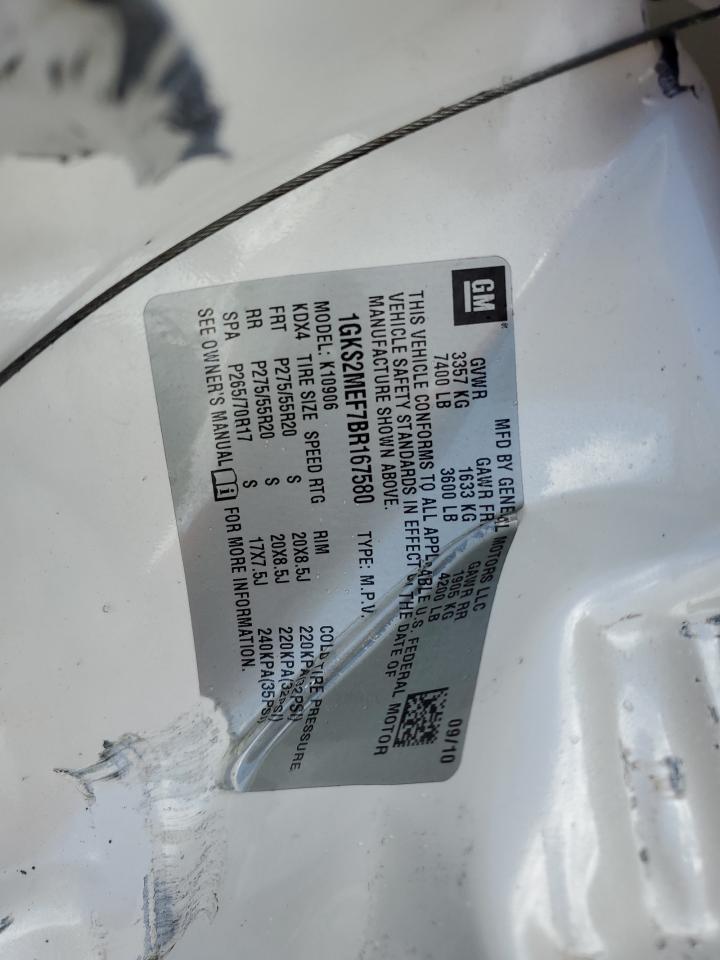 GM
MFD BY GENERAL MOTORS LLC 09/10
GVWR GAWR FRT GAWR RR
3357 KG 1633 KG 1905 KG
7400 LB 3600 LB 4200 LB
THIS VEHICLE CONFORMS TO ALL APPLICABLE U.S. FEDERAL MOTOR
VEHICLE SAFETY STANDARDS IN EFFECT ON THE DATE OF
MANUFACTURE SHOWN ABOVE.
1GKS2MEF7BR167580 TYPE: M.P.V.
MODEL: K10906
KDX4 TIRE SIZE SPEED RTG RIM COLD TIRE PRESSURE
FRT P275/55R20 S 20X8.5J 220KPA(32PSI)
RR P275/55R20 S 20X8.5J 220KPA(32PSI)
SPA P265/70R17 17X7.5J 240KPA(35PSI)
SEE OWNER'S MANUAL i FOR MORE INFORMATION.